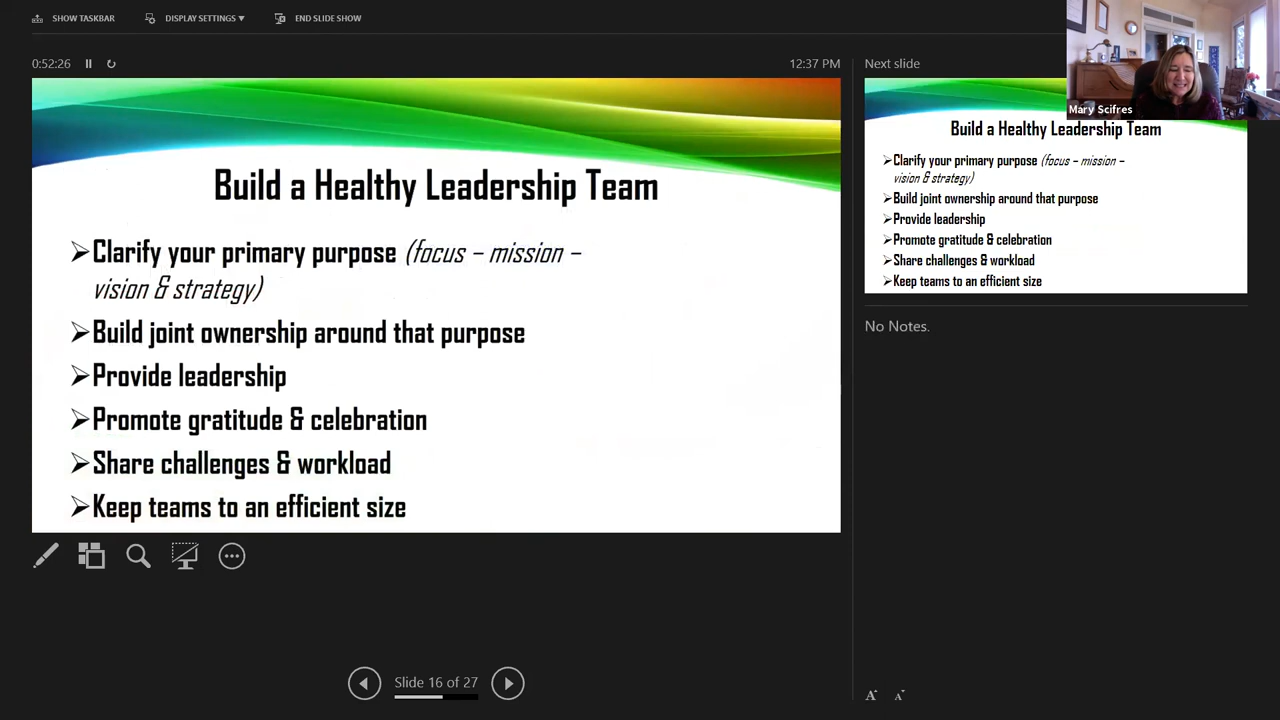 SHOW TASKBAR DISPLAY SETTINGS ▼ END SLIDE SHOW
0:52:26
12:37 PM
Build a Healthy Leadership Team
➢Clarify your primary purpose (focus – mission –
vision & strategy)
➢Build joint ownership around that purpose
➢Provide leadership
➢Promote gratitude & celebration
➢Share challenges & workload
➢Keep teams to an efficient size
Slide 16 of 27
Next slide
Mary Scifres
Build a Healthy Leadership Team
➢Clarify your primary purpose (focus – mission –
vision & strategy)
➢Build joint ownership around that purpose
➢Provide leadership
➢Promote gratitude & celebration
➢Share challenges & workload
➢Keep teams to an efficient size
No Notes.
A A